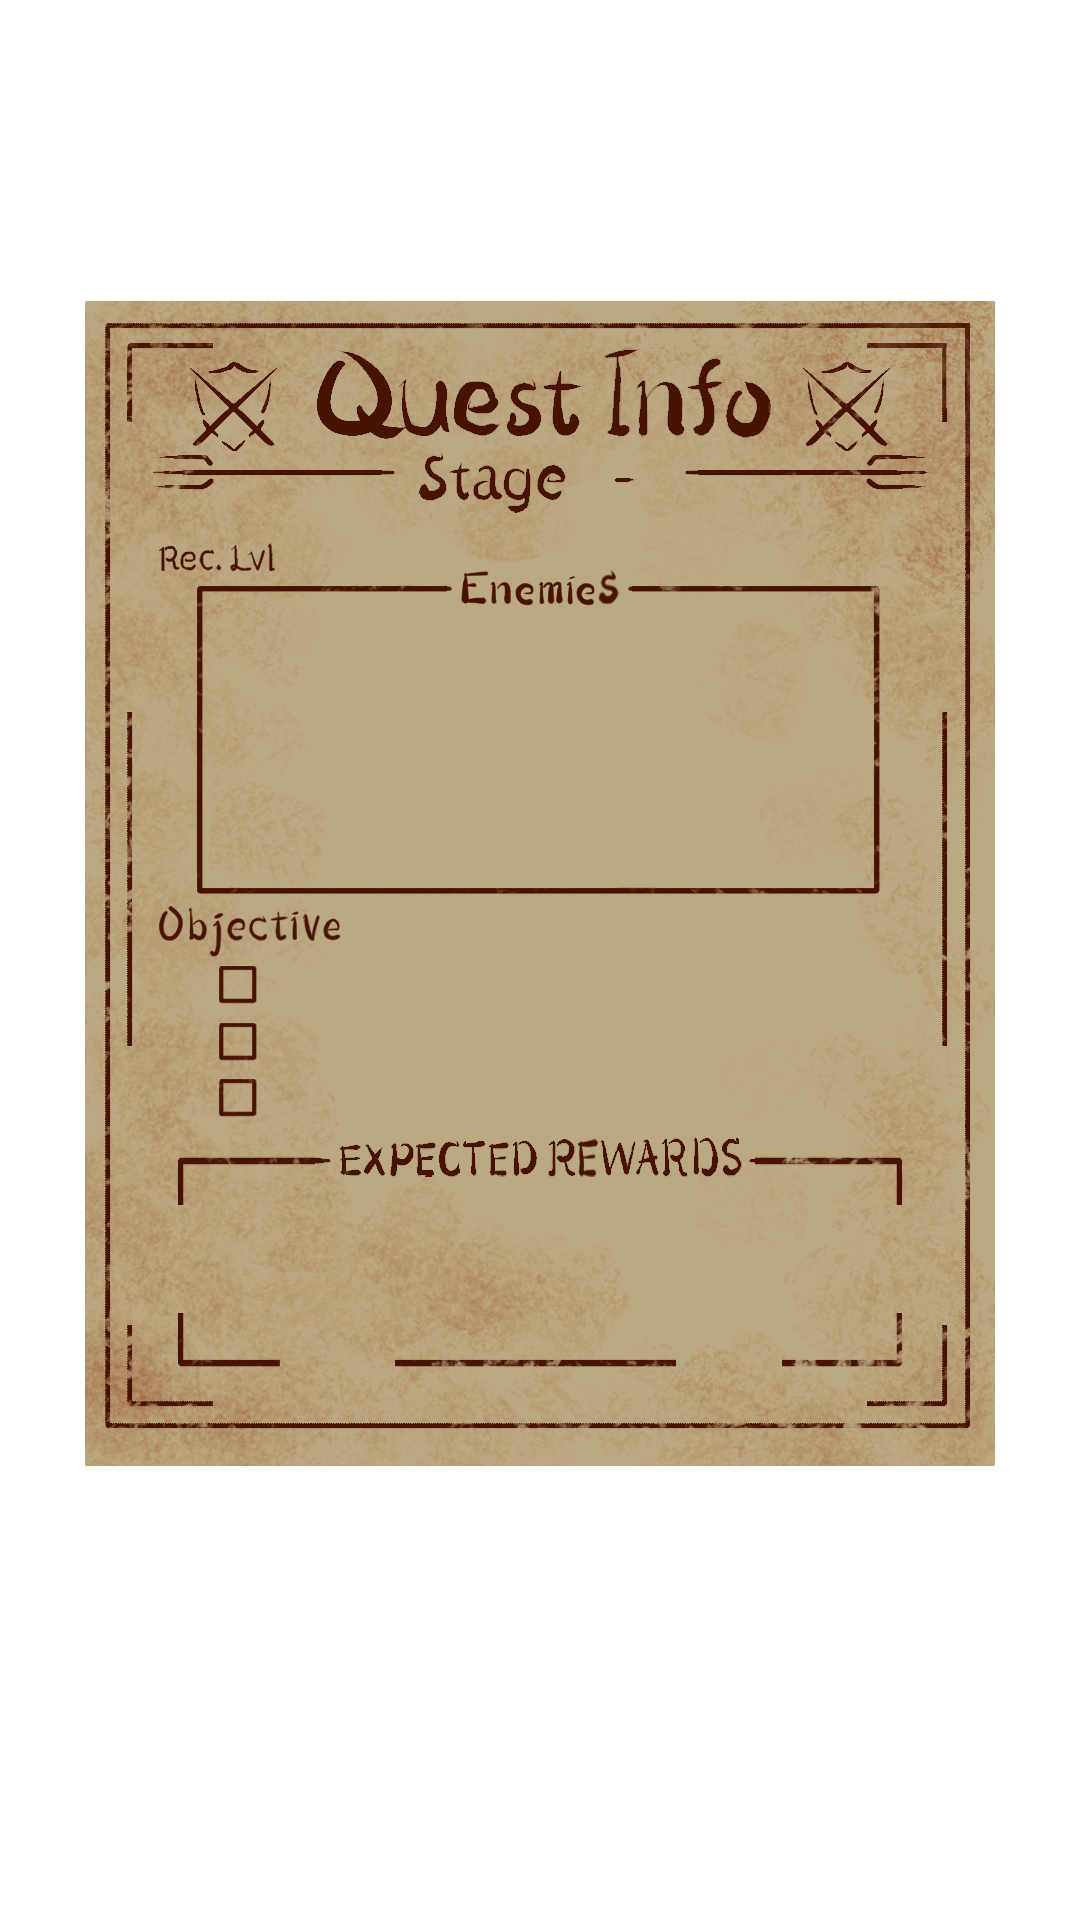 Quest Info
Stage -
Rec. Lvl
Enemies
Objective
EXPECTED REWARDS